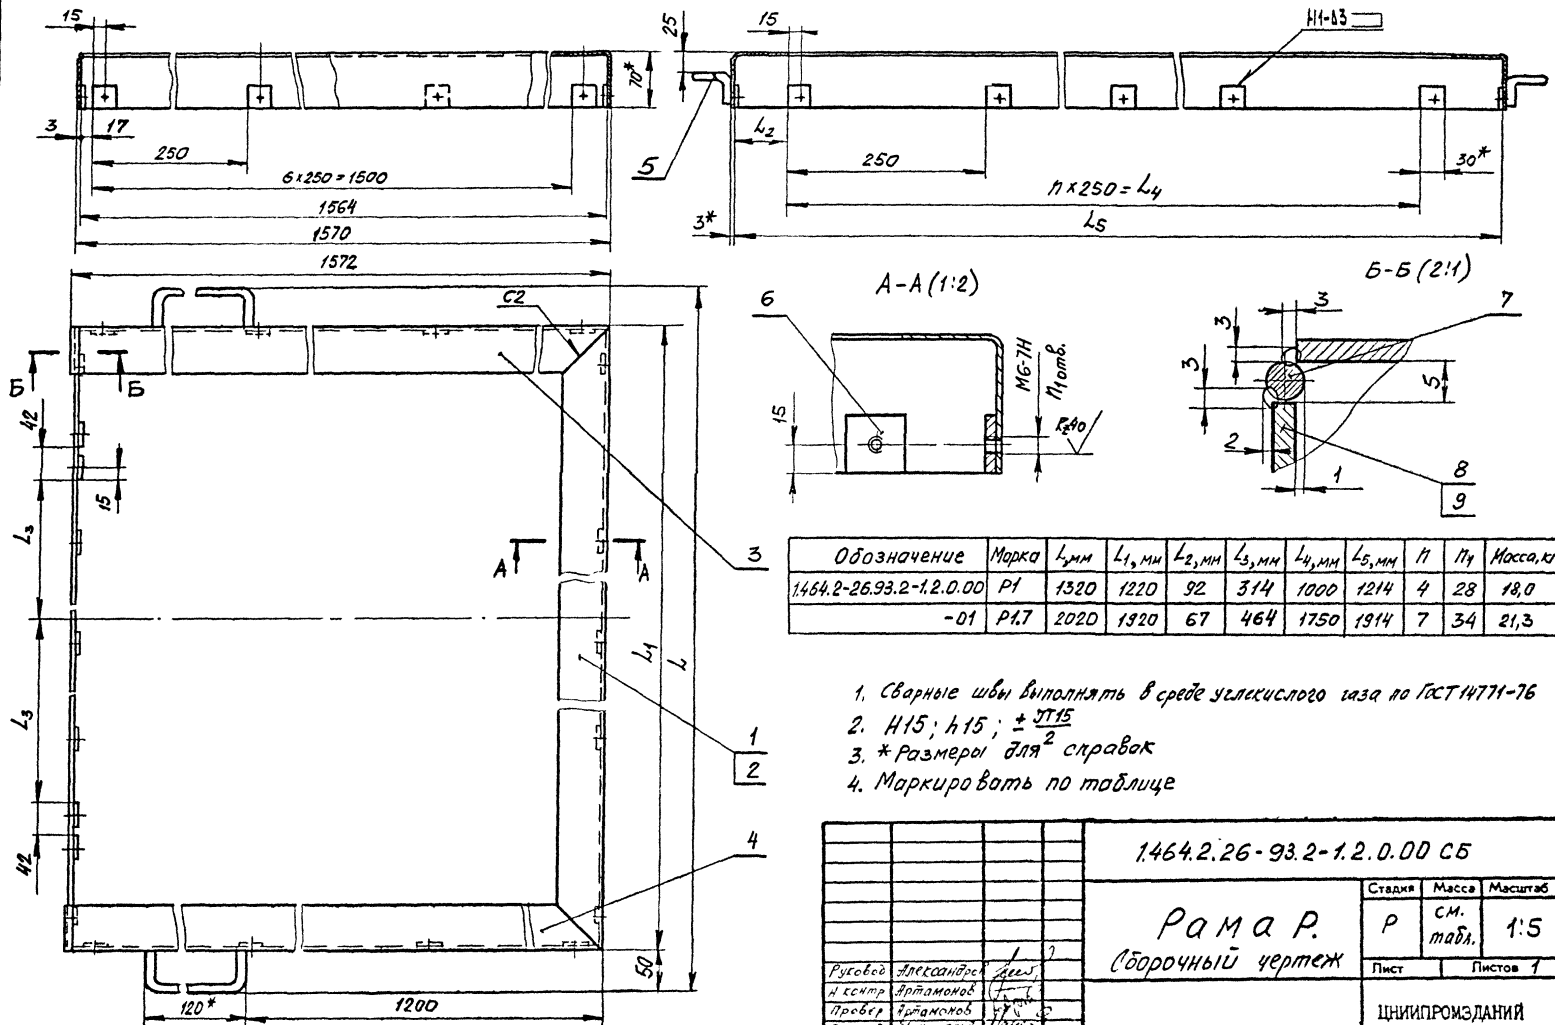 15
70*
3
17
250
6×250=1500
1564
1570
1572
25
15
H1-Δ3
5
L2
250
30*
n×250=L4
3*
L5
С2
Б
Б
42
15
L3
L3
42
А
А
L1
L
3
1
2
4
50
120*
1200
А-А (1:2)
6
15
М6-7Н
n1 отв.
Rz40
Б-Б (2:1)
3
3
3
7
5
2
1
8
9
Обозначение Марка L,мм L1,мм L2,мм L3,мм L4,мм L5,мм n n1 Масса,кг
1.464.2-26.93.2-1.2.0.00 Р1 1320 1220 92 314 1000 1214 4 28 18,0
-01 Р1.7 2020 1920 67 464 1750 1914 7 34 21,3
1. Сварные швы выполнять в среде углекислого газа по ГОСТ 14771-76
2. Н15; h15; ± JT15/2
3. * Размеры для справок
4. Маркировать по таблице
1.464.2.26-93.2-1.2.0.00 СБ
Рама Р.
Сборочный чертеж
Стадия Масса Масштаб
Р см. табл. 1:5
Лист Листов 1
ЦНИИПРОМЗДАНИЙ
Руковод
Н контр Артамонов
Провер Артамонов